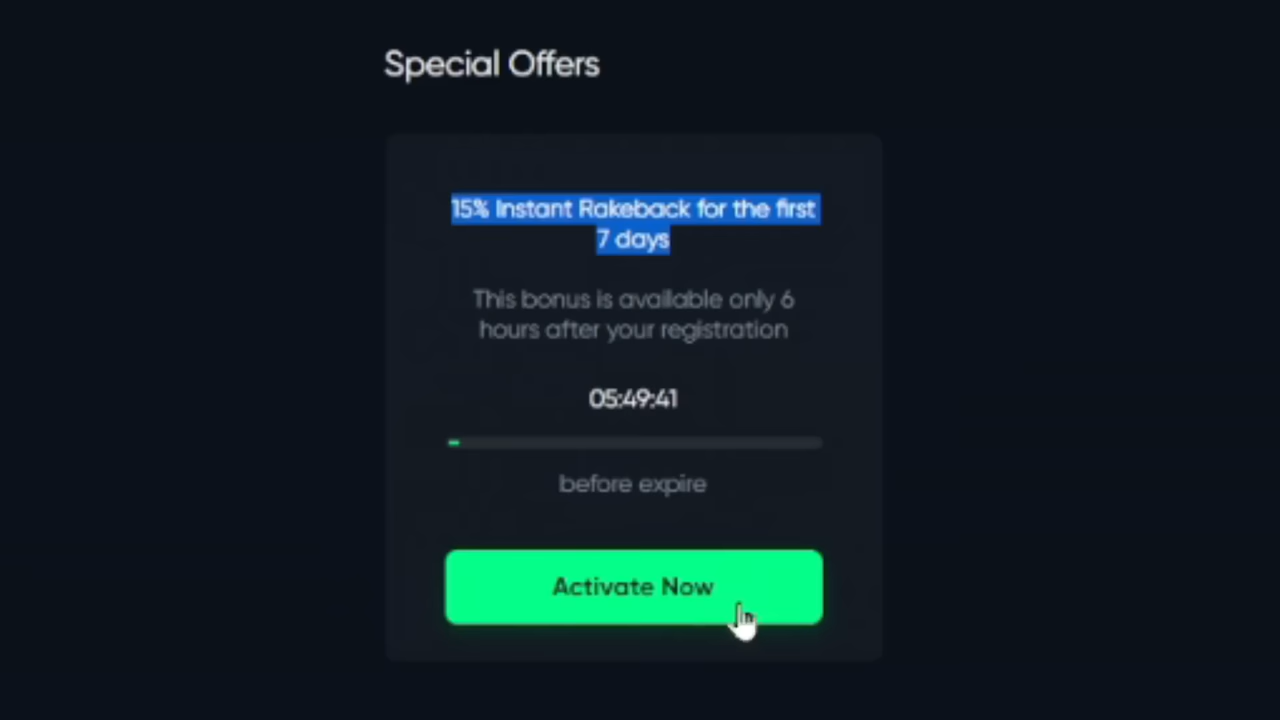 Special Offers
15% Instant Rakeback for the first
7 days
This bonus is available only 6
hours after your registration
05:49:41
before expire
Activate Now